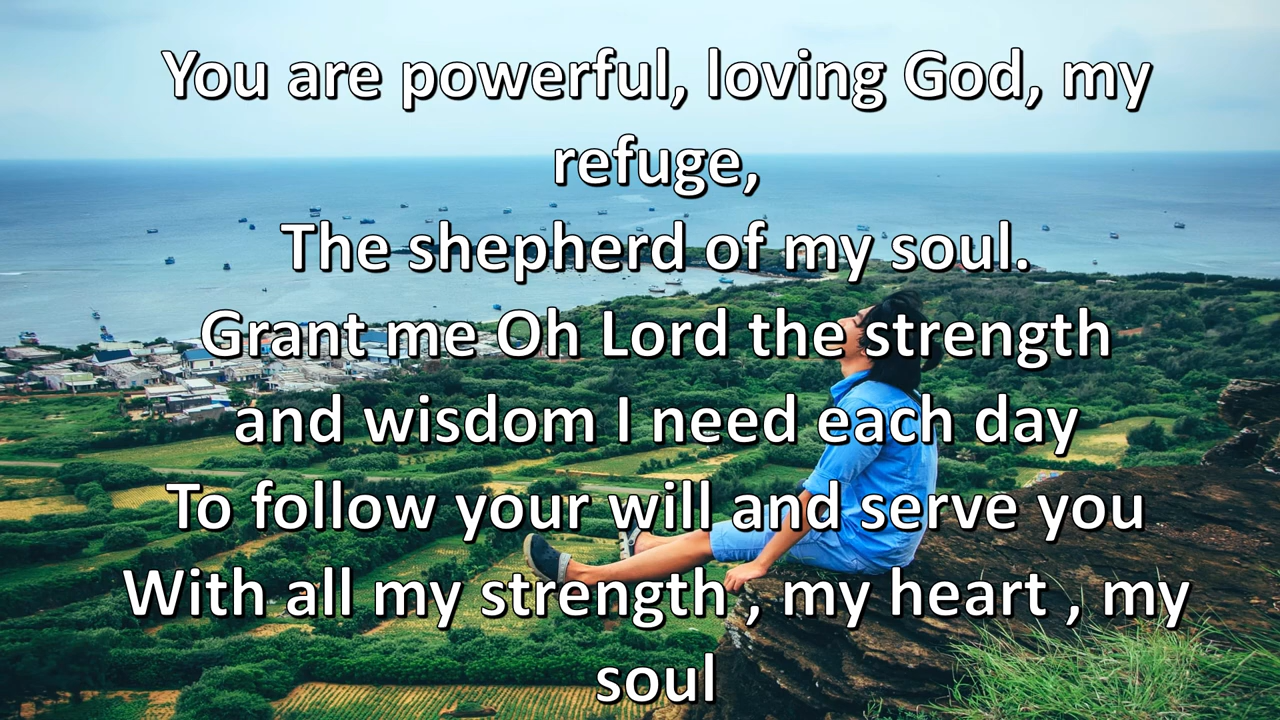 You are powerful, loving God, my
refuge,
The shepherd of my soul.
Grant me Oh Lord the strength
and wisdom I need each day
To follow your will and serve you
With all my strength , my heart , my
soul